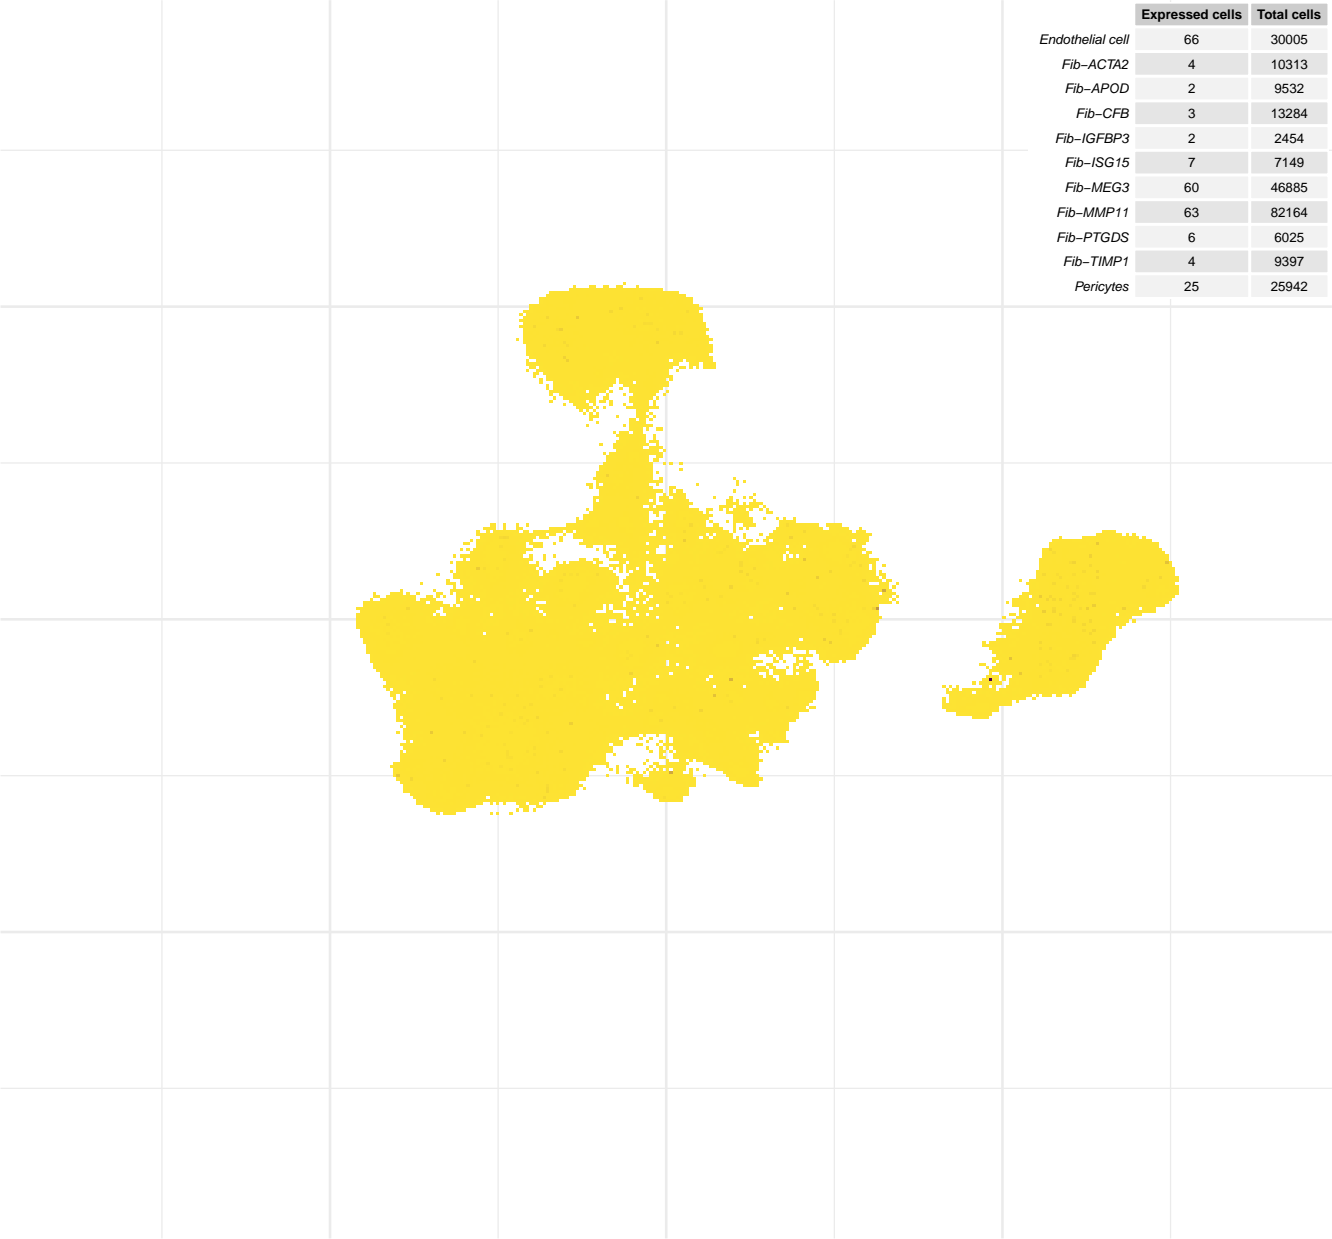 Expressed cells Total cells
Endothelial cell 66 30005
Fib−ACTA2 4 10313
Fib−APOD 2 9532
Fib−CFB 3 13284
Fib−IGFBP3 2 2454
Fib−ISG15 7 7149
Fib−MEG3 60 46885
Fib−MMP11 63 82164
Fib−PTGDS 6 6025
Fib−TIMP1 4 9397
Pericytes 25 25942